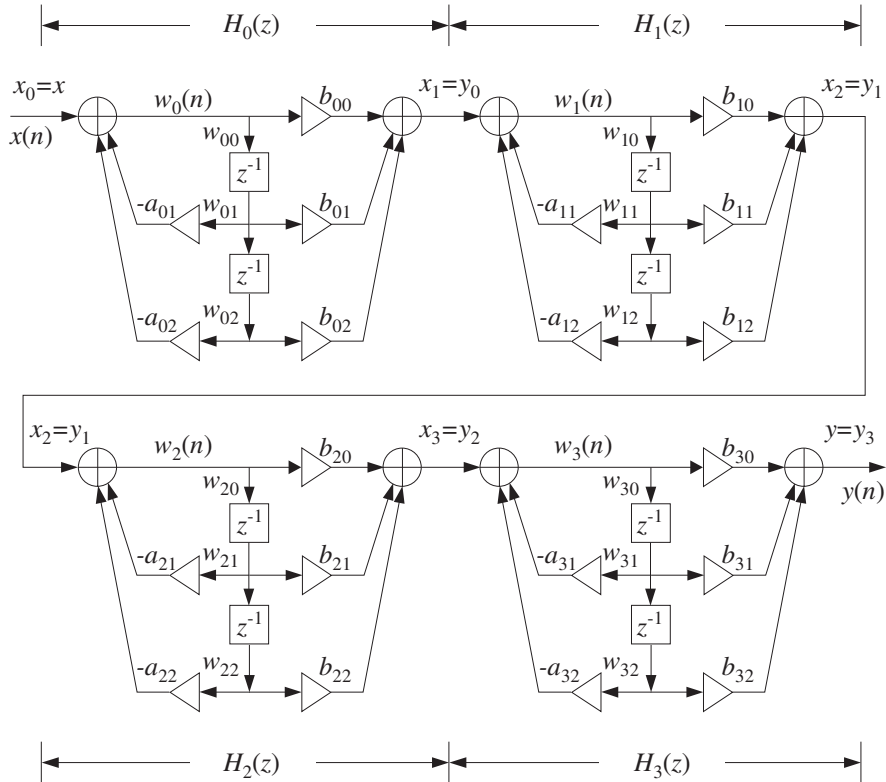 H₀(z) H₁(z)
x₀=x w₀(n) b₀₀ x₁=y₀ w₁(n) b₁₀ x₂=y₁
x(n) w₀₀ w₁₀
z⁻¹ z⁻¹
-a₀₁ w₀₁ b₀₁ -a₁₁ w₁₁ b₁₁
z⁻¹ z⁻¹
-a₀₂ w₀₂ b₀₂ -a₁₂ w₁₂ b₁₂
x₂=y₁ w₂(n) b₂₀ x₃=y₂ w₃(n) b₃₀ y=y₃
w₂₀ w₃₀ y(n)
z⁻¹ z⁻¹
-a₂₁ w₂₁ b₂₁ -a₃₁ w₃₁ b₃₁
z⁻¹ z⁻¹
-a₂₂ w₂₂ b₂₂ -a₃₂ w₃₂ b₃₂
H₂(z) H₃(z)